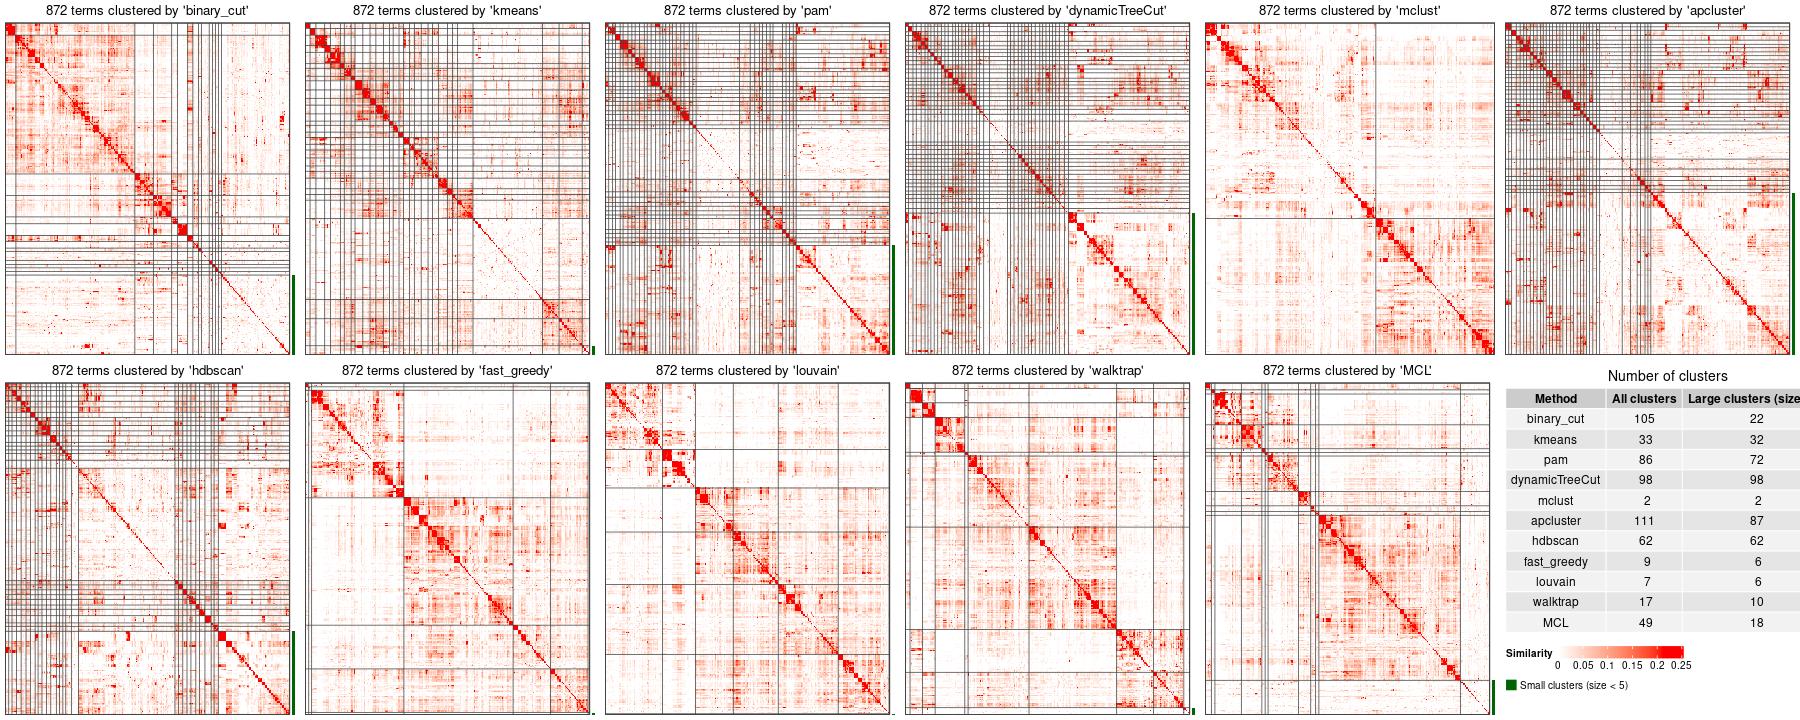 872 terms clustered by 'binary_cut'
872 terms clustered by 'kmeans'
872 terms clustered by 'pam'
872 terms clustered by 'dynamicTreeCut'
872 terms clustered by 'mclust'
872 terms clustered by 'apcluster'
872 terms clustered by 'hdbscan'
872 terms clustered by 'fast_greedy'
872 terms clustered by 'louvain'
872 terms clustered by 'walktrap'
872 terms clustered by 'MCL'
Number of clusters
Method All clusters Large clusters (size
binary_cut 105 22
kmeans 33 32
pam 86 72
dynamicTreeCut 98 98
mclust 2 2
apcluster 111 87
hdbscan 62 62
fast_greedy 9 6
louvain 7 6
walktrap 17 10
MCL 49 18
Similarity
0 0.05 0.1 0.15 0.2 0.25
Small clusters (size < 5)